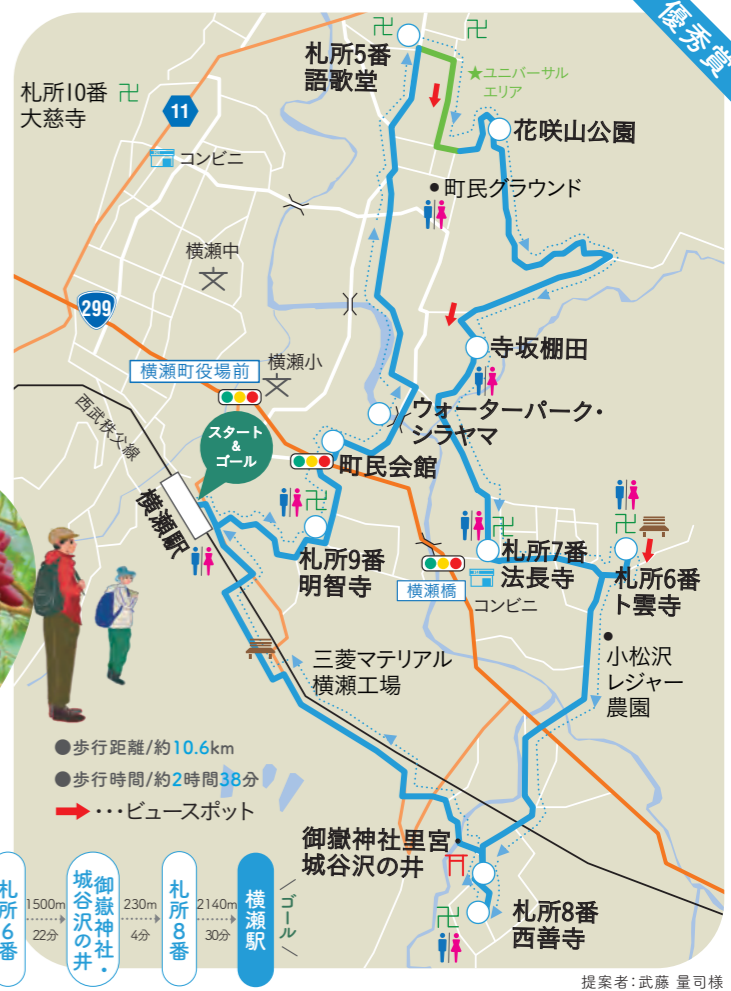 優秀賞
札所5番
語歌堂
★ユニバーサル
エリア
札所10番
大慈寺
11
コンビニ
花咲山公園
町民グラウンド
横瀬中
299
寺坂棚田
横瀬町役場前
横瀬小
西武秩父線
スタート
&
ゴール
ウォーターパーク・
シラヤマ
町民会館
横瀬駅
札所9番
明智寺
札所7番
法長寺
横瀬橋
コンビニ
札所6番
卜雲寺
小松沢
レジャー
農園
三菱マテリアル
横瀬工場
●歩行距離/約10.6km
●歩行時間/約2時間38分
・・・ビュースポット
御嶽神社里宮・
城谷沢の井
札所8番
西善寺
札所6番
1500m
22分
御嶽神社・
城谷沢の井
230m
4分
札所8番
2140m
30分
横瀬駅
ゴール
提案者:武藤 量司様